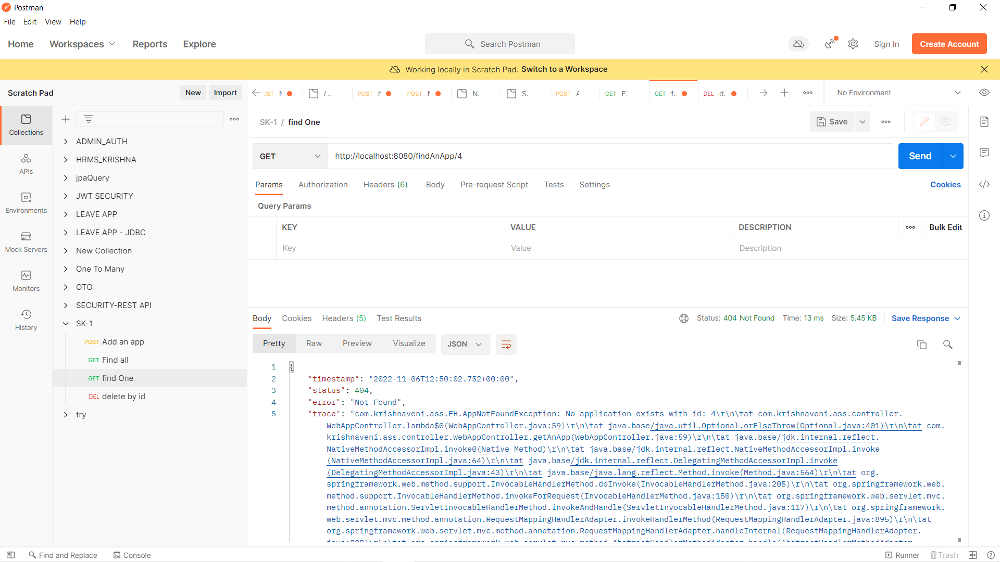 Postman
File Edit View Help
Home Workspaces Reports Explore
Search Postman
Sign In
Create Account
Working locally in Scratch Pad. Switch to a Workspace
Scratch Pad
New
Import
L..
POST
POST
N.
S.
POST
GET F.
GET f..
DEL d.
No Environment
Collections
APIs
Environments
Mock Servers
Monitors
History
ADMIN_AUTH
HRMS_KRISHNA
jpaQuery
JWT SECURITY
LEAVE APP
LEAVE APP - JDBC
New Collection
One To Many
OTO
SECURITY-REST API
SK-1
POST Add an app
GET Find all
GET find One
DEL delete by id
try
SK-1 / find One
Save
GET
http://localhost:8080/findAnApp/4
Send
Params Authorization Headers (6) Body Pre-request Script Tests Settings
Cookies
Query Params
KEY VALUE DESCRIPTION
Bulk Edit
Key Value Description
Body Cookies Headers (5) Test Results
Status: 404 Not Found Time: 13 ms Size: 5.45 KB
Save Response
Pretty Raw Preview Visualize
JSON
1 {
2 "timestamp": "2022-11-06T12:50:02.752+00:00",
3 "status": 404,
4 "error": "Not Found",
5 "trace": "com.krishnaveni.ass.EH.AppNotFoundException: No application exists with id: 4\r\n\tat com.krishnaveni.ass.controller.
WebAppController.lambda$0(WebAppController.java:59)\r\n\tat java.base/java.util.Optional.orElseThrow(Optional.java:401)\r\n\tat com.
krishnaveni.ass.controller.WebAppController.getAnApp(WebAppController.java:59)\r\n\tat java.base/jdk.internal.reflect.
NativeMethodAccessorImpl.invoke0(Native Method)\r\n\tat java.base/jdk.internal.reflect.NativeMethodAccessorImpl.invoke
(NativeMethodAccessorImpl.java:64)\r\n\tat java.base/jdk.internal.reflect.DelegatingMethodAccessorImpl.invoke
(DelegatingMethodAccessorImpl.java:43)\r\n\tat java.base/java.lang.reflect.Method.invoke(Method.java:564)\r\n\tat org.
springframework.web.method.support.InvocableHandlerMethod.doInvoke(InvocableHandlerMethod.java:205)\r\n\tat org.springframework.web.
method.support.InvocableHandlerMethod.invokeForRequest(InvocableHandlerMethod.java:150)\r\n\tat org.springframework.web.servlet.mvc.
method.annotation.ServletInvocableHandlerMethod.invokeAndHandle(ServletInvocableHandlerMethod.java:117)\r\n\tat org.springframework.
web.servlet.mvc.method.annotation.RequestMappingHandlerAdapter.invokeHandlerMethod(RequestMappingHandlerAdapter.java:895)\r\n\tat
org.springframework.web.servlet.mvc.method.annotation.RequestMappingHandlerAdapter.handleInternal(RequestMappingHandlerAdapter.
Find and Replace
Console
Runner
Trash